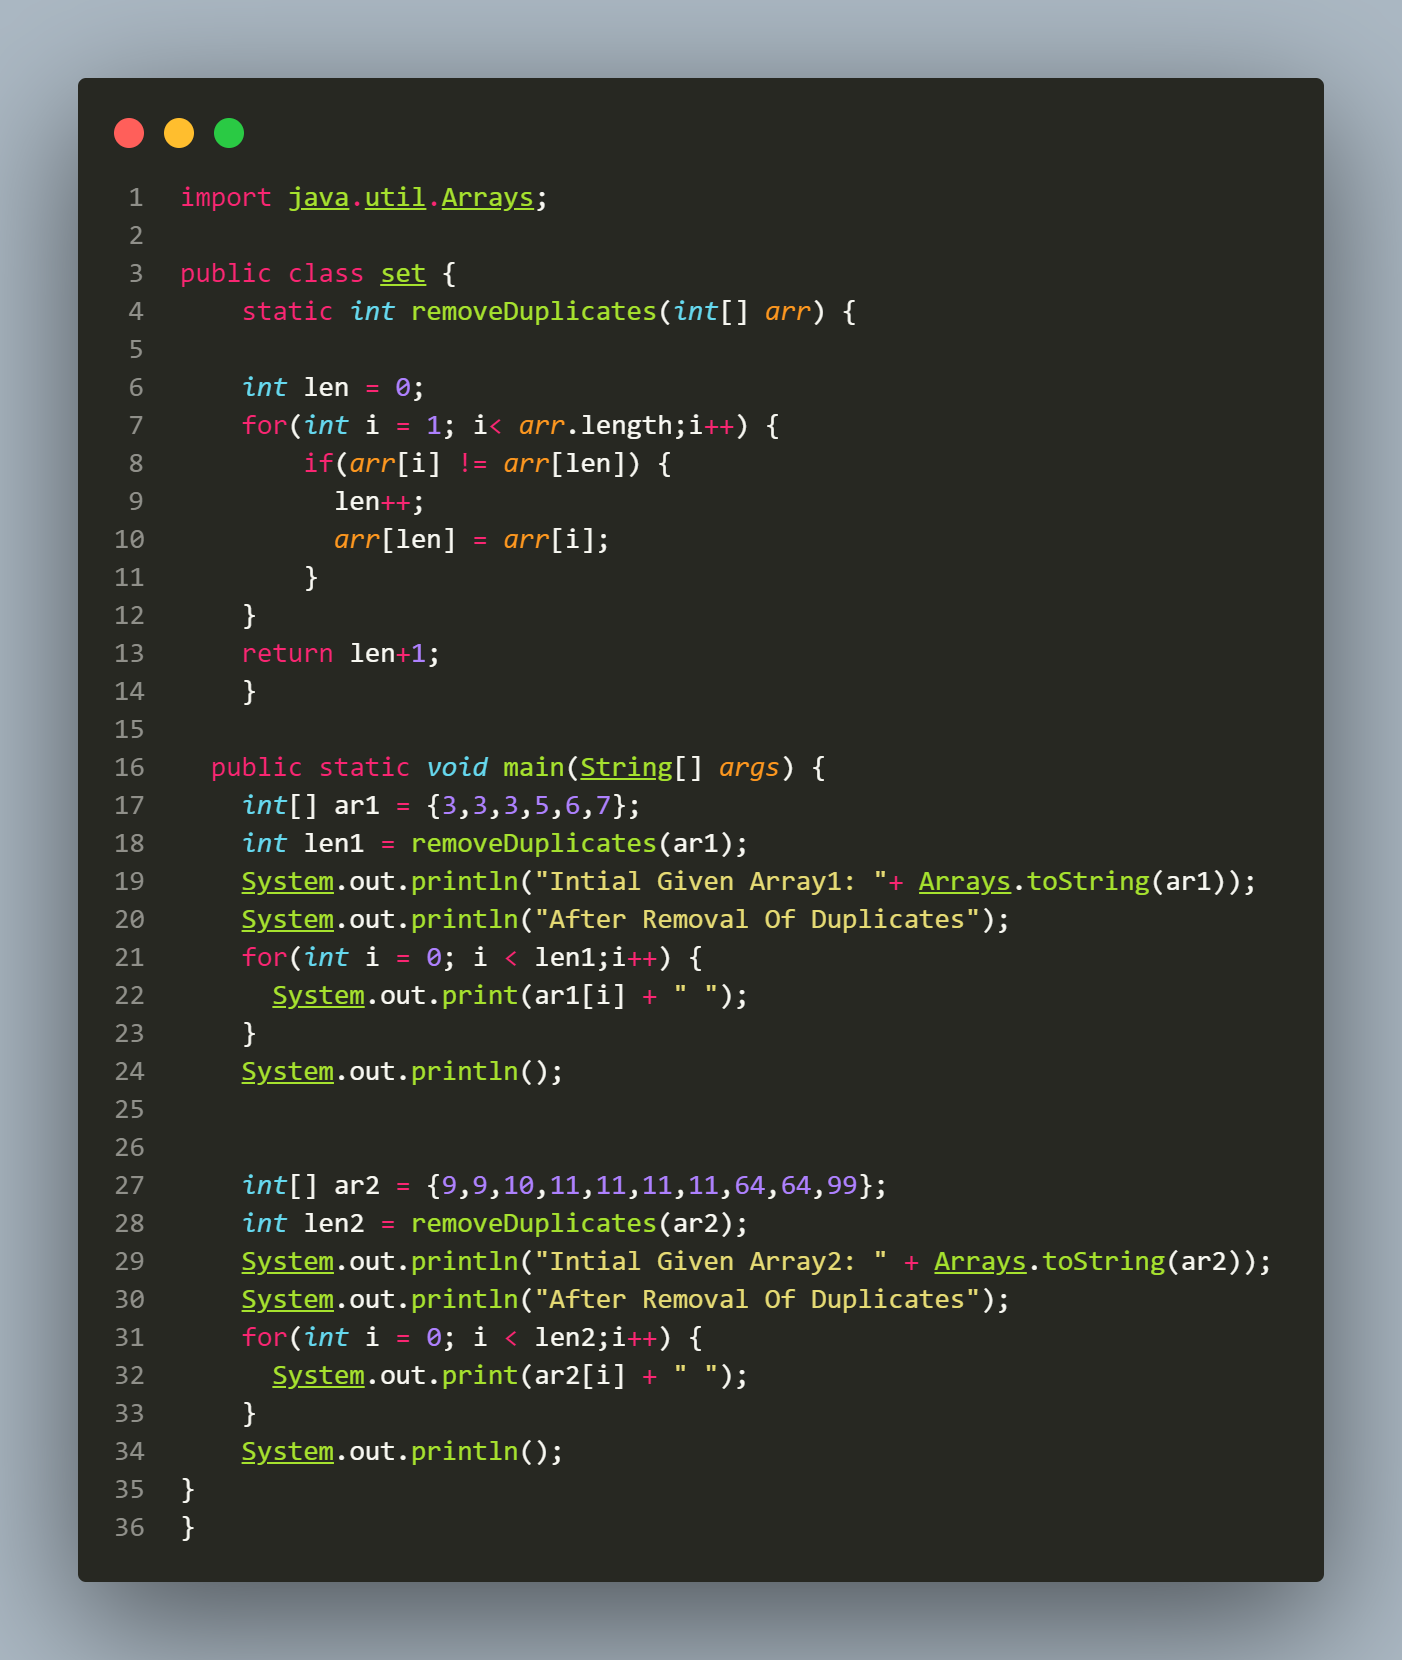 1 import java.util.Arrays;
2
3 public class set {
4     static int removeDuplicates(int[] arr) {
5
6     int len = 0;
7     for(int i = 1; i< arr.length;i++) {
8         if(arr[i] != arr[len]) {
9           len++;
10           arr[len] = arr[i];
11         }
12     }
13     return len+1;
14     }
15
16   public static void main(String[] args) {
17     int[] ar1 = {3,3,3,5,6,7};
18     int len1 = removeDuplicates(ar1);
19     System.out.println("Intial Given Array1: "+ Arrays.toString(ar1));
20     System.out.println("After Removal Of Duplicates");
21     for(int i = 0; i < len1;i++) {
22       System.out.print(ar1[i] + " ");
23     }
24     System.out.println();
25
26
27     int[] ar2 = {9,9,10,11,11,11,11,64,64,99};
28     int len2 = removeDuplicates(ar2);
29     System.out.println("Intial Given Array2: " + Arrays.toString(ar2));
30     System.out.println("After Removal Of Duplicates");
31     for(int i = 0; i < len2;i++) {
32       System.out.print(ar2[i] + " ");
33     }
34     System.out.println();
35 }
36 }